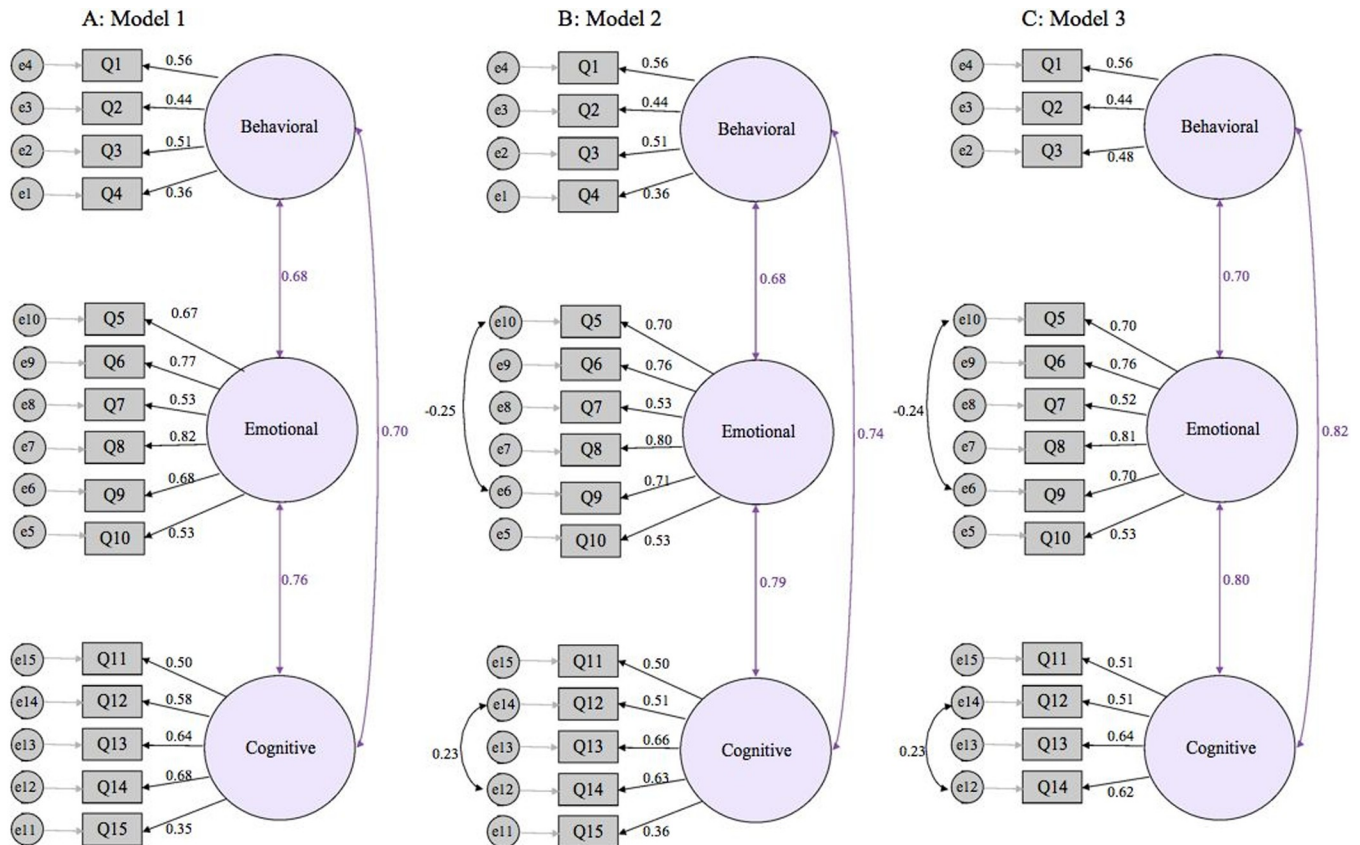 A: Model 1
e4 Q1 0.56
e3 Q2 0.44
e2 Q3 0.51
e1 Q4 0.36
Behavioral
0.68
e10 Q5 0.67
e9 Q6 0.77
e8 Q7 0.53
e7 Q8 0.82
e6 Q9 0.68
e5 Q10 0.53
Emotional
0.70
0.76
e15 Q11 0.50
e14 Q12 0.58
e13 Q13 0.64
e12 Q14 0.68
e11 Q15 0.35
Cognitive
B: Model 2
e4 Q1 0.56
e3 Q2 0.44
e2 Q3 0.51
e1 Q4 0.36
Behavioral
0.68
e10 Q5 0.70
e9 Q6 0.76
e8 Q7 0.53
-0.25
e7 Q8 0.80
e6 Q9 0.71
e5 Q10 0.53
Emotional
0.74
0.79
e15 Q11 0.50
e14 Q12 0.51
e13 Q13 0.66
0.23
e12 Q14 0.63
e11 Q15 0.36
Cognitive
C: Model 3
e4 Q1 0.56
e3 Q2 0.44
e2 Q3 0.48
Behavioral
0.70
e10 Q5 0.70
e9 Q6 0.76
e8 Q7 0.52
-0.24
e7 Q8 0.81
e6 Q9 0.70
e5 Q10 0.53
Emotional
0.82
0.80
e15 Q11 0.51
e14 Q12 0.51
e13 Q13 0.64
0.23
e12 Q14 0.62
Cognitive